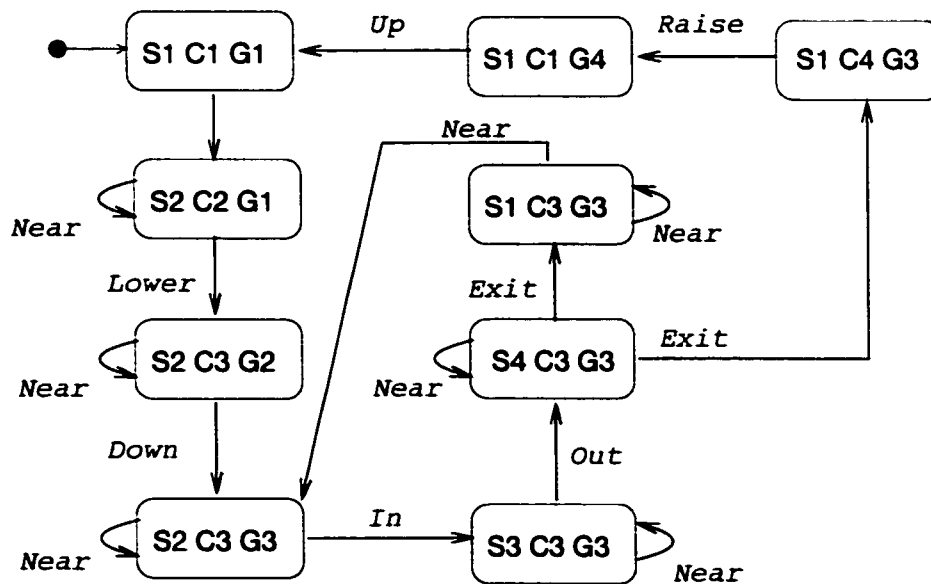 Up
Raise
S1 C1 G1
S1 C1 G4
S1 C4 G3
Near
S2 C2 G1
S1 C3 G3
Near
Near
Lower
Exit
S2 C3 G2
S4 C3 G3
Exit
Near
Near
Down
Out
In
S2 C3 G3
S3 C3 G3
Near
Near